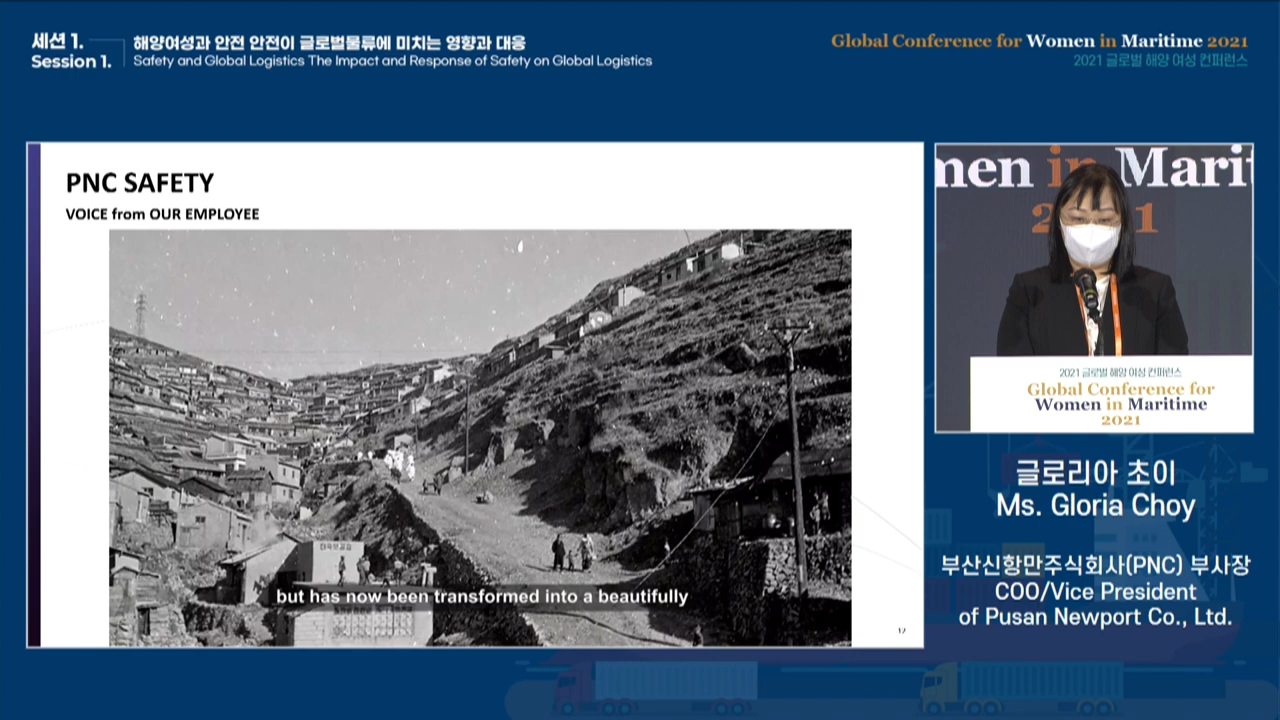 세션 1.
Session 1.
해양여성과 안전 안전이 글로벌물류에 미치는 영향과 대응
Safety and Global Logistics The Impact and Response of Safety on Global Logistics
Global Conference for Women in Maritime 2021
2021 글로벌 해양 여성 컨퍼런스
PNC SAFETY
VOICE from OUR EMPLOYEE
but has now been transformed into a beautifully
17
men in Marit
2 1
2021 글로벌 해양 여성 컨퍼런스
Global Conference for
Women in Maritime
2021
글로리아 초이
Ms. Gloria Choy
부산신항만주식회사(PNC) 부사장
COO/Vice President
of Pusan Newport Co., Ltd.